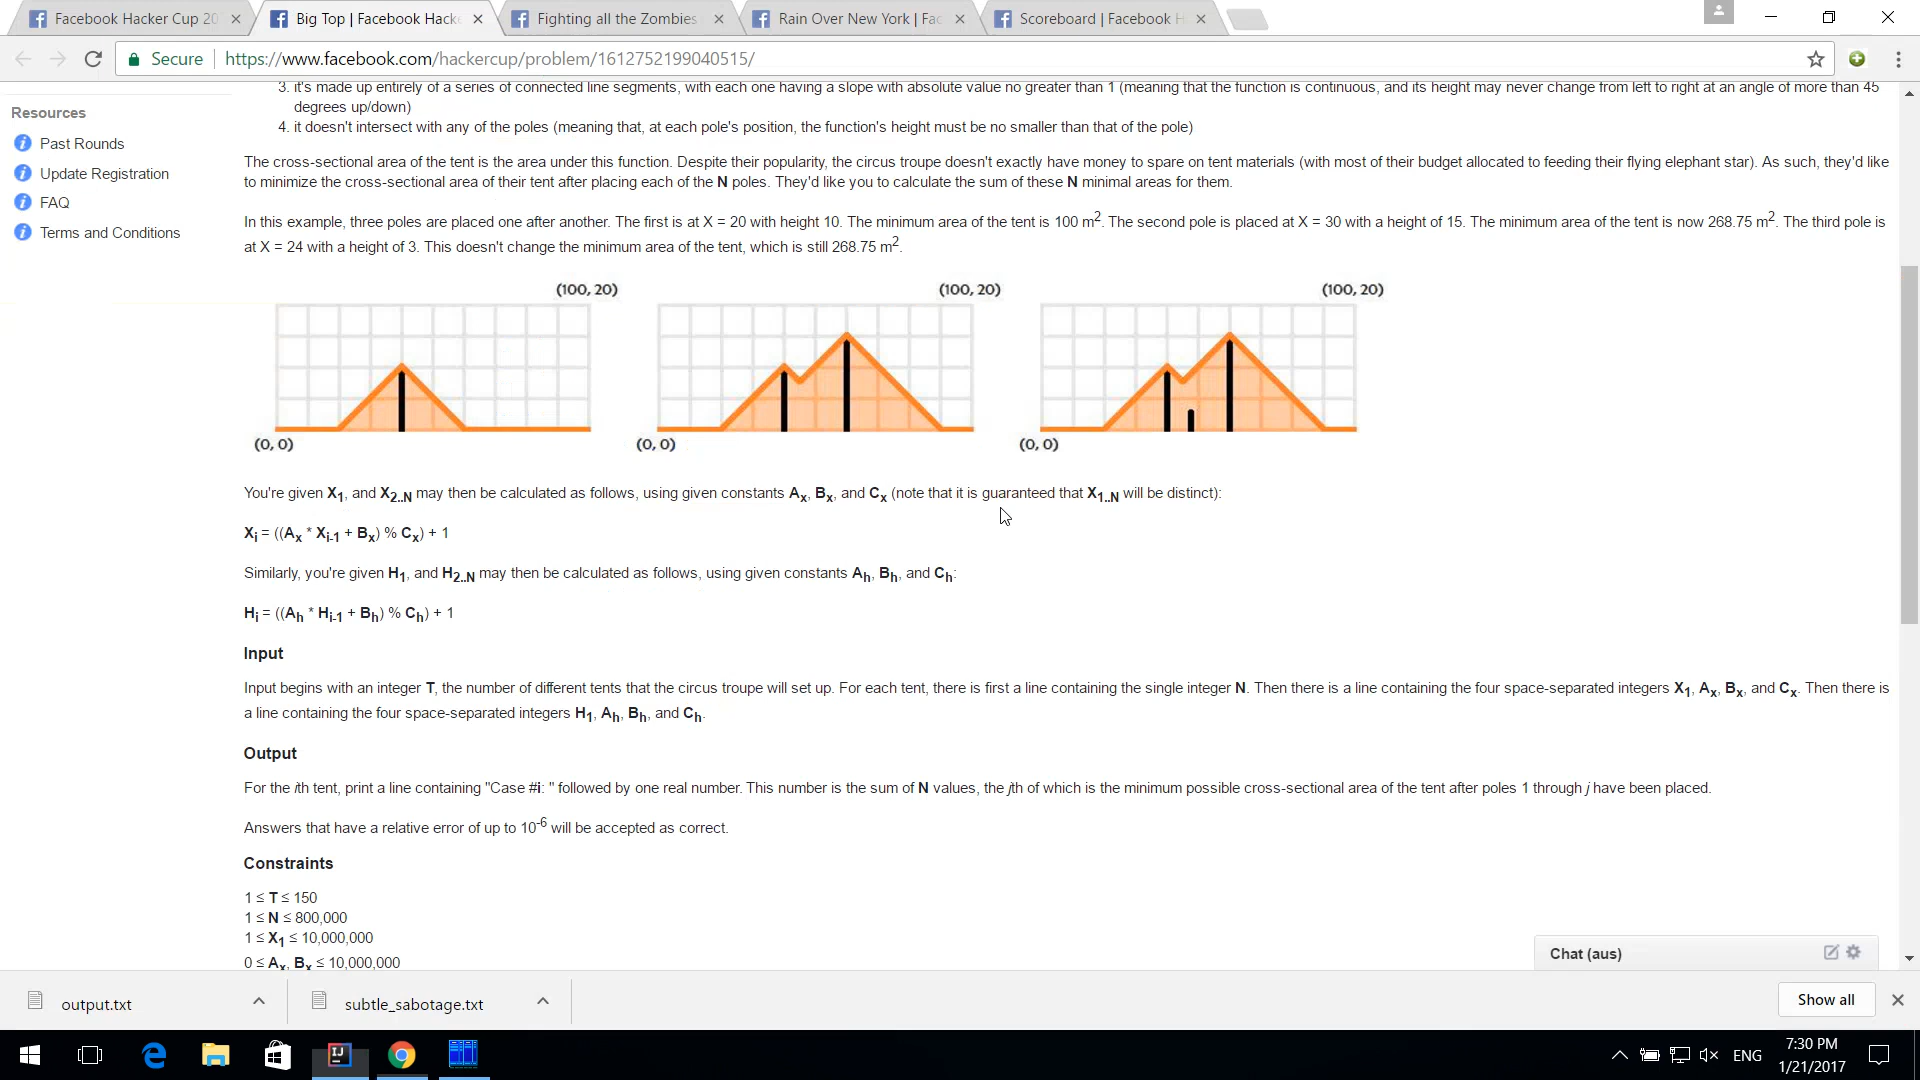 Facebook Hacker Cup 20
Big Top | Facebook Hacke
Fighting all the Zombies
Rain Over New York | Fac
Scoreboard | Facebook H
Secure
https://www.facebook.com/hackercup/problem/1612752199040515/
3. it's made up entirely of a series of connected line segments, with each one having a slope with absolute value no greater than 1 (meaning that the function is continuous, and its height may never change from left to right at an angle of more than 45
degrees up/down)
4. it doesn't intersect with any of the poles (meaning that, at each pole's position, the function's height must be no smaller than that of the pole)
Resources
Past Rounds
Update Registration
FAQ
Terms and Conditions
The cross-sectional area of the tent is the area under this function. Despite their popularity, the circus troupe doesn't exactly have money to spare on tent materials (with most of their budget allocated to feeding their flying elephant star). As such, they'd like
to minimize the cross-sectional area of their tent after placing each of the N poles. They'd like you to calculate the sum of these N minimal areas for them.
In this example, three poles are placed one after another. The first is at X = 20 with height 10. The minimum area of the tent is 100 m2. The second pole is placed at X = 30 with a height of 15. The minimum area of the tent is now 268.75 m2. The third pole is
at X = 24 with a height of 3. This doesn't change the minimum area of the tent, which is still 268.75 m2.
(100, 20)
(100, 20)
(100, 20)
(0, 0)
(0, 0)
(0, 0)
You're given X1, and X2..N may then be calculated as follows, using given constants Ax, Bx, and Cx (note that it is guaranteed that X1..N will be distinct):
Xi = ((Ax * Xi-1 + Bx) % Cx) + 1
Similarly, you're given H1, and H2..N may then be calculated as follows, using given constants Ah, Bh, and Ch:
Hi = ((Ah * Hi-1 + Bh) % Ch) + 1
Input
Input begins with an integer T, the number of different tents that the circus troupe will set up. For each tent, there is first a line containing the single integer N. Then there is a line containing the four space-separated integers X1, Ax, Bx, and Cx. Then there is
a line containing the four space-separated integers H1, Ah, Bh, and Ch.
Output
For the ith tent, print a line containing "Case #i: " followed by one real number. This number is the sum of N values, the jth of which is the minimum possible cross-sectional area of the tent after poles 1 through j have been placed.
Answers that have a relative error of up to 10-6 will be accepted as correct.
Constraints
1 ≤ T ≤ 150
1 ≤ N ≤ 800,000
1 ≤ X1 ≤ 10,000,000
0 ≤ Ax, Bx ≤ 10,000,000
Chat (aus)
output.txt
subtle_sabotage.txt
Show all
IJ
ENG
7:30 PM
1/21/2017